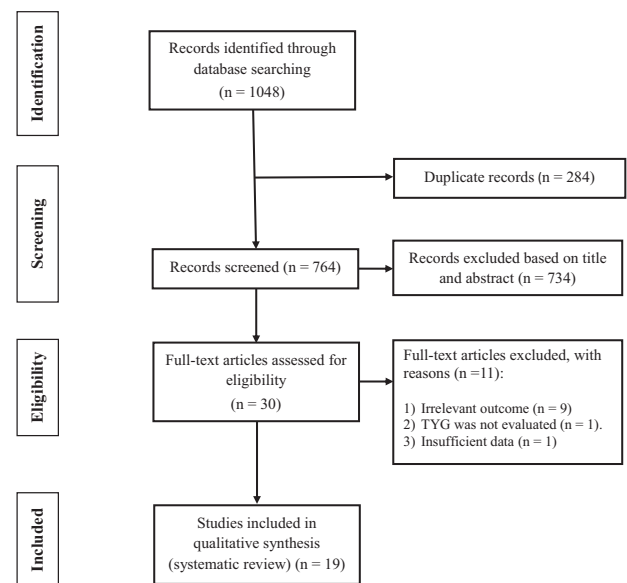 Identification
Records identified through
database searching
(n = 1048)
Duplicate records (n = 284)
Screening
Records screened (n = 764)
Records excluded based on title
and abstract (n = 734)
Eligibility
Full-text articles assessed for
eligibility
(n = 30)
Full-text articles excluded, with
reasons (n =11):
1) Irrelevant outcome (n = 9)
2) TYG was not evaluated (n = 1).
3) Insufficient data (n = 1)
Included
Studies included in
qualitative synthesis
(systematic review) (n = 19)